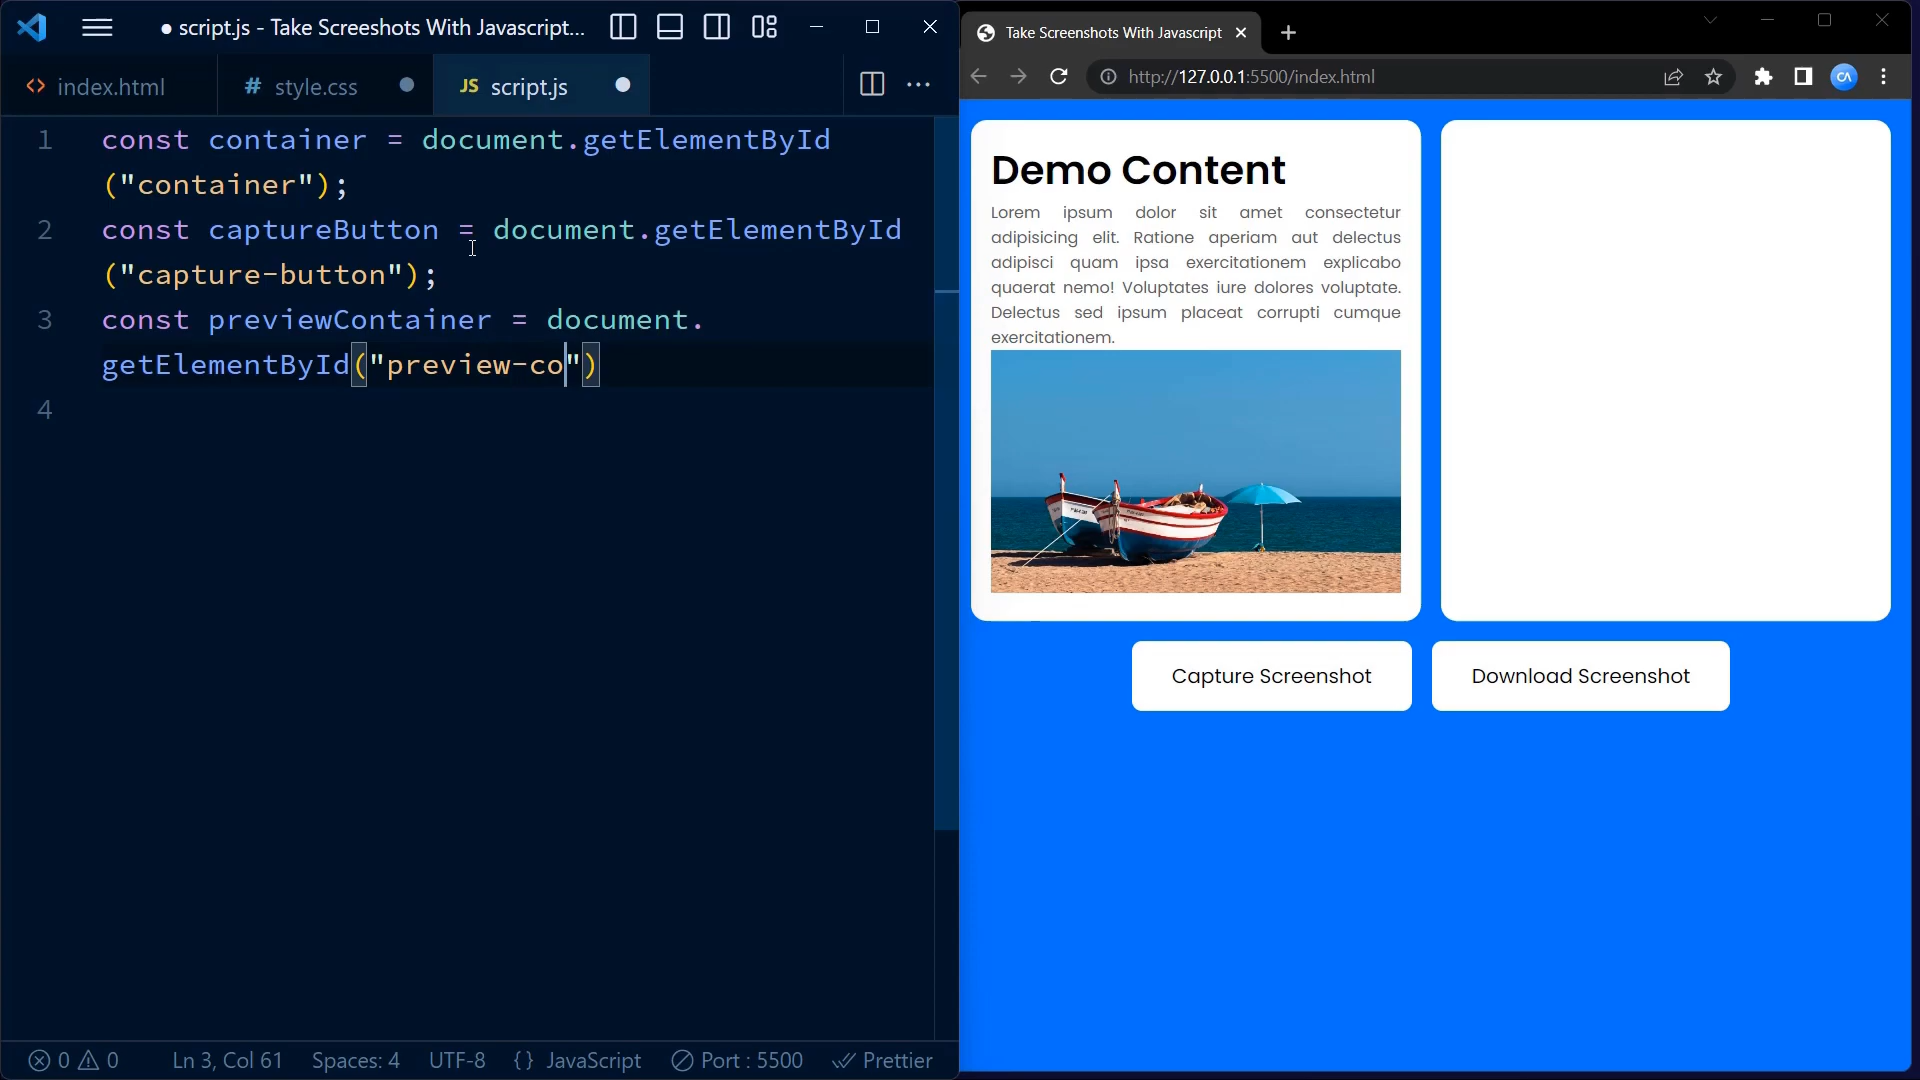 ● script.js - Take Screeshots With Javascript...
index.html
# style.css
JS script.js
1 const container = document.getElementById
("container");
2 const captureButton = document.getElementById
("capture-button");
3 const previewContainer = document.
getElementById("preview-co")
4
0 0 Ln 3, Col 61 Spaces: 4 UTF-8 {} JavaScript Port : 5500 Prettier
Take Screenshots With Javascript
http://127.0.0.1:5500/index.html
CA
Demo Content
Lorem ipsum dolor sit amet consectetur
adipisicing elit. Ratione aperiam aut delectus
adipisci quam ipsa exercitationem explicabo
quaerat nemo! Voluptates iure dolores voluptate.
Delectus sed ipsum placeat corrupti cumque
exercitationem.
Capture Screenshot
Download Screenshot